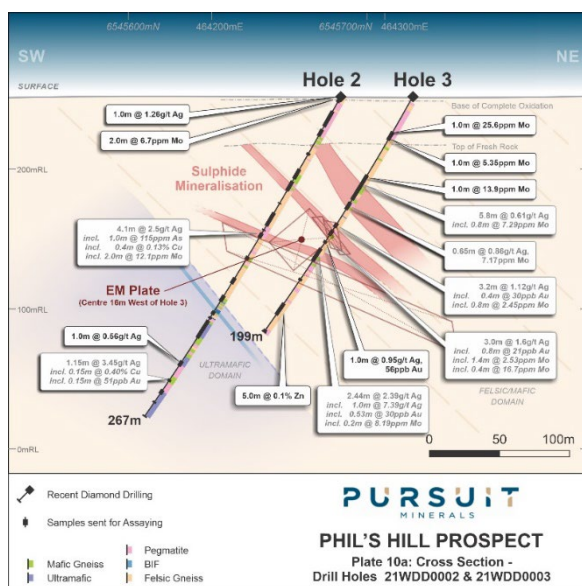 6545600mN
464200mE
6545700mN
464300mE
SW
NE
SURFACE
Hole 2
Hole 3
Base of Complete Oxidation
1.0m @ 1.26g/t Ag
2.0m @ 6.7ppm Mo
1.0m @ 25.6ppm Mo
Top of Fresh Rock
1.0m @ 5.35ppm Mo
200mRL
Sulphide
Mineralisation
1.0m @ 13.9ppm Mo
5.8m @ 0.61g/t Ag
incl. 0.8m @ 7.29ppm Mo
4.1m @ 2.5g/t Ag
incl. 1.0m @ 115ppm As
incl. 0.4m @ 0.13% Cu
incl. 2.0m @ 12.1ppm Mo
0.65m @ 0.86g/t Ag,
7.17ppm Mo
EM Plate
(Centre 16m West of Hole 3)
3.2m @ 1.12g/t Ag
incl. 0.4m @ 30ppb Au
incl. 0.8m @ 2.45ppm Mo
100mRL
199m
3.0m @ 1.6g/t Ag
incl. 0.8m @ 21ppb Au
incl. 1.4m @ 2.53ppm Mo
incl. 0.4m @ 16.7ppm Mo
1.0m @ 0.56g/t Ag
1.0m @ 0.95g/t Ag,
56ppb Au
1.15m @ 3.45g/t Ag
incl. 0.15m @ 0.40% Cu
incl. 0.15m @ 51ppb Au
ULTRAMAFIC
DOMAIN
5.0m @ 0.1% Zn
2.44m @ 2.39g/t Ag
incl. 1.0m @ 7.39g/t Ag
incl. 0.53m @ 30ppb Au
incl. 0.2m @ 8.19ppm Mo
FELSIC/MAFIC
DOMAIN
267m
0 50 100m
0mRL
Recent Diamond Drilling
Samples sent for Assaying
Mafic Gneiss
Ultramafic
Pegmatite
BIF
Felsic Gneiss
PURSUIT
MINERALS
PHIL'S HILL PROSPECT
Plate 10a: Cross Section -
Drill Holes 21WDD0002 & 21WDD0003